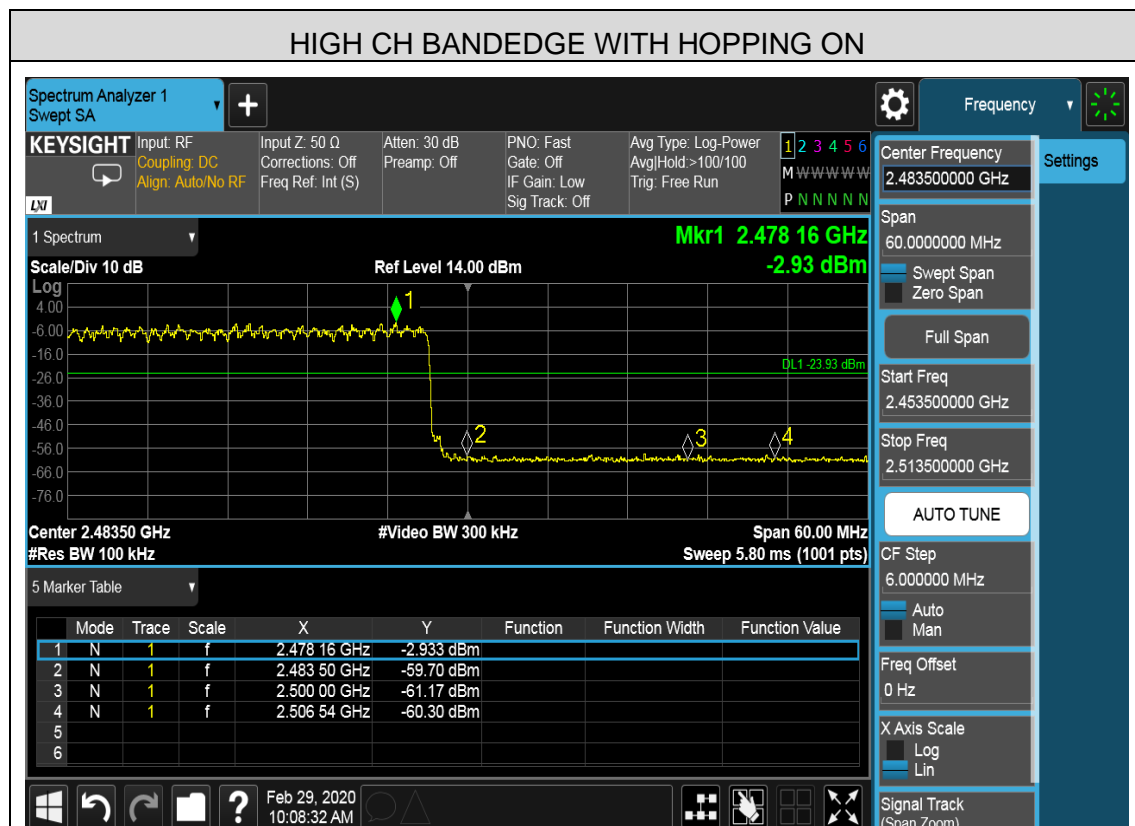 HIGH CH BANDEDGE WITH HOPPING ON
Spectrum Analyzer 1
Swept SA
+
Frequency
KEYSIGHT
LXI
Input: RF
Coupling: DC
Align: Auto/No RF
Input Z: 50 Ω
Corrections: Off
Freq Ref: Int (S)
Atten: 30 dB
Preamp: Off
PNO: Fast
Gate: Off
IF Gain: Low
Sig Track: Off
Avg Type: Log-Power
Avg|Hold:>100/100
Trig: Free Run
1 2 3 4 5 6
M W W W W W
P N N N N N
1 Spectrum
Mkr1 2.478 16 GHz
Scale/Div 10 dB
Ref Level 14.00 dBm
-2.93 dBm
Log
4.00
-6.00
-16.0
-26.0
-36.0
-46.0
-56.0
-66.0
-76.0
1
DL1 -23.93 dBm
2
3
4
Center 2.48350 GHz
#Video BW 300 kHz
Span 60.00 MHz
#Res BW 100 kHz
Sweep 5.80 ms (1001 pts)
5 Marker Table
Mode Trace Scale X Y Function Function Width Function Value
1 N 1 f 2.478 16 GHz -2.933 dBm
2 N 1 f 2.483 50 GHz -59.70 dBm
3 N 1 f 2.500 00 GHz -61.17 dBm
4 N 1 f 2.506 54 GHz -60.30 dBm
5
6
?
Feb 29, 2020
10:08:32 AM
Center Frequency
2.483500000 GHz
Settings
Span
60.0000000 MHz
Swept Span
Zero Span
Full Span
Start Freq
2.453500000 GHz
Stop Freq
2.513500000 GHz
AUTO TUNE
CF Step
6.000000 MHz
Auto
Man
Freq Offset
0 Hz
X Axis Scale
Log
Lin
Signal Track
(Span Zoom)